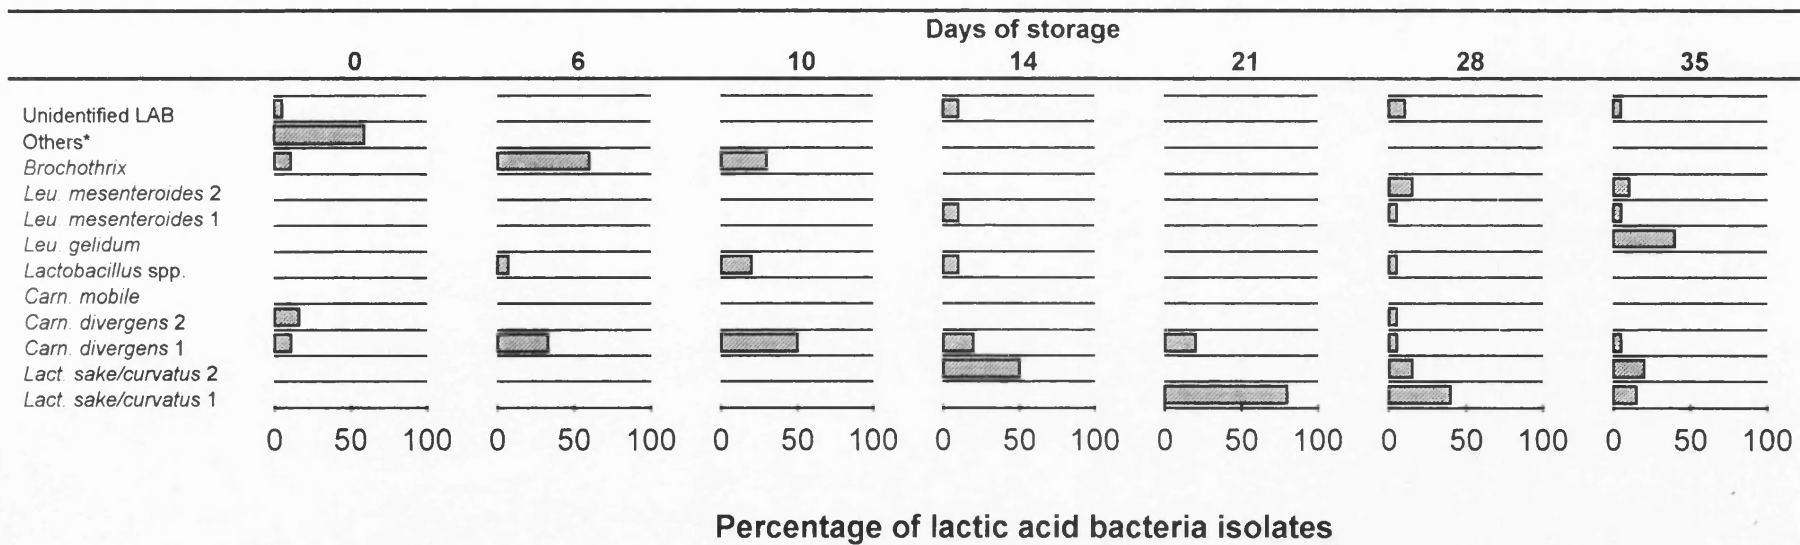 Days of storage
0 6 10 14 21 28 35
Unidentified LAB
Others*
Brochothrix
Leu. mesenteroides 2
Leu. mesenteroides 1
Leu. gelidum
Lactobacillus spp.
Carn. mobile
Carn. divergens 2
Carn. divergens 1
Lact. sake/curvatus 2
Lact. sake/curvatus 1
0 50 100 0 50 100 0 50 100 0 50 100 0 50 100 0 50 100 0 50 100
Percentage of lactic acid bacteria isolates